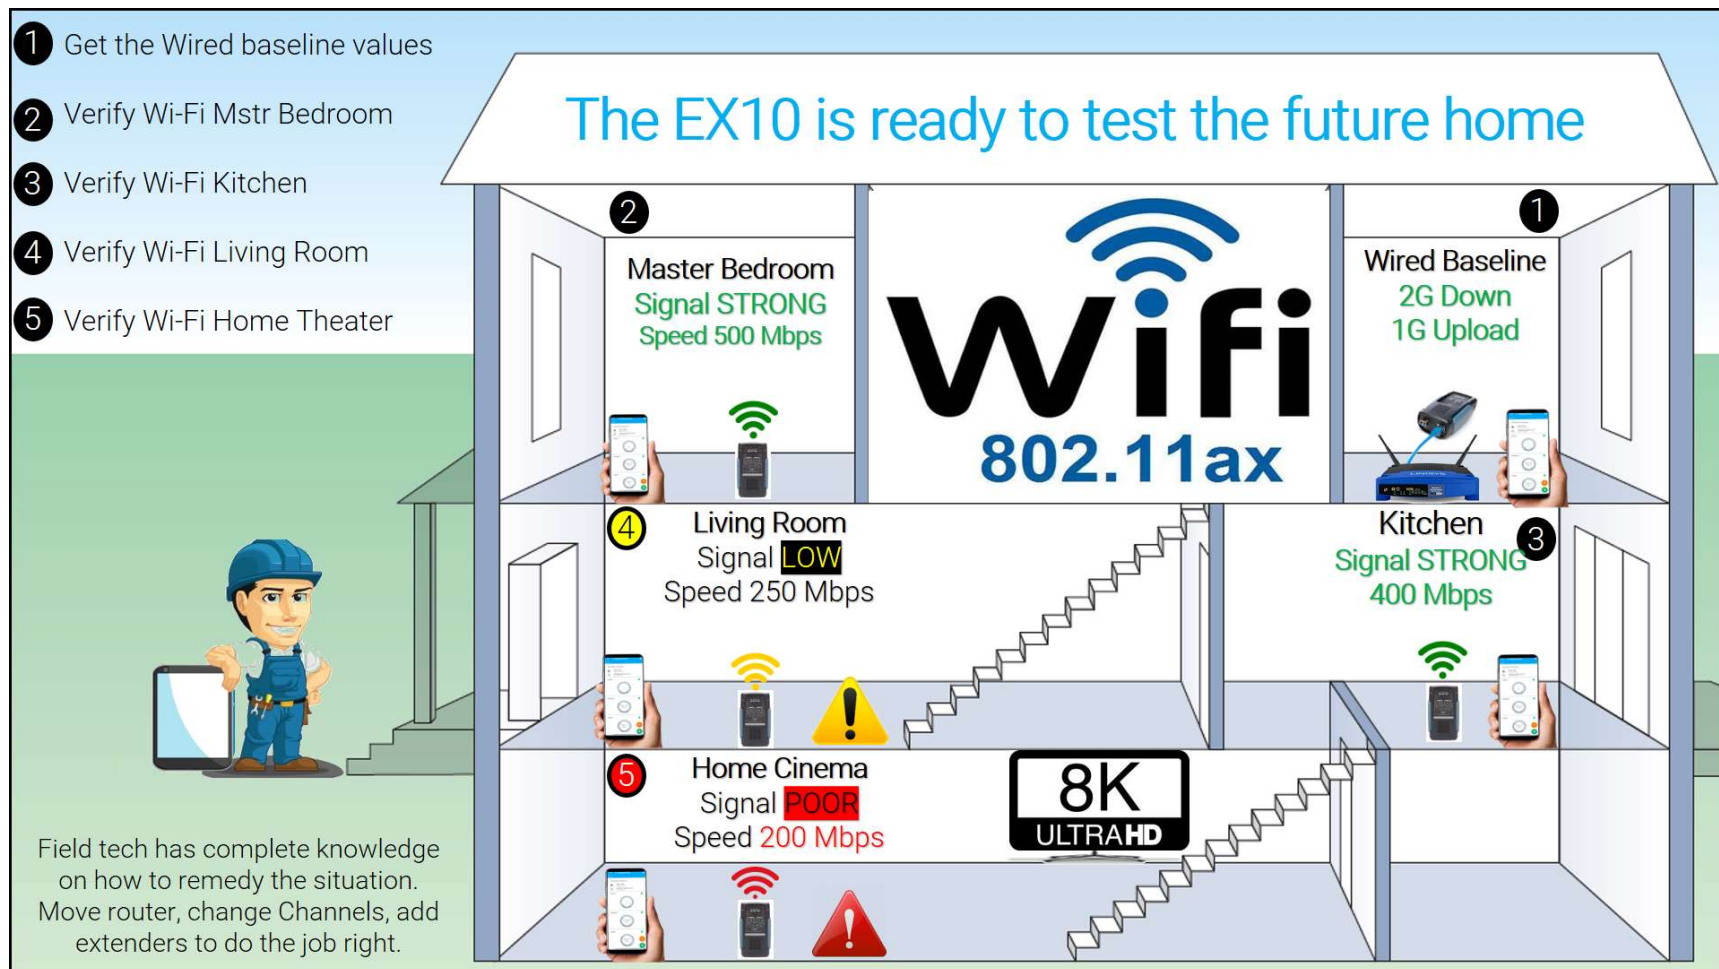 1 Get the Wired baseline values
2 Verify Wi-Fi Mstr Bedroom
3 Verify Wi-Fi Kitchen
4 Verify Wi-Fi Living Room
5 Verify Wi-Fi Home Theater
The EX10 is ready to test the future home
2
Master Bedroom
Signal STRONG
Speed 500 Mbps
Wifi
802.11ax
1
Wired Baseline
2G Down
1G Upload
LINKSYS
4
Living Room
Signal LOW
Speed 250 Mbps
Kitchen
3
Signal STRONG
400 Mbps
5
Home Cinema
Signal POOR
Speed 200 Mbps
8K
ULTRA HD
Field tech has complete knowledge
on how to remedy the situation.
Move router, change Channels, add
extenders to do the job right.